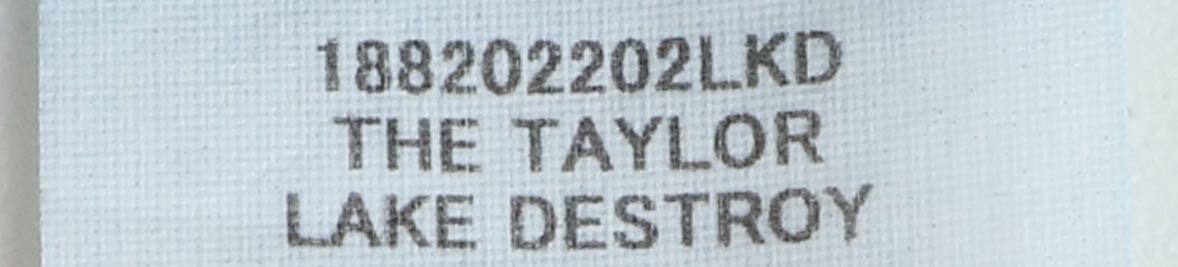 188202202LKD
THE TAYLOR
LAKE DESTROY